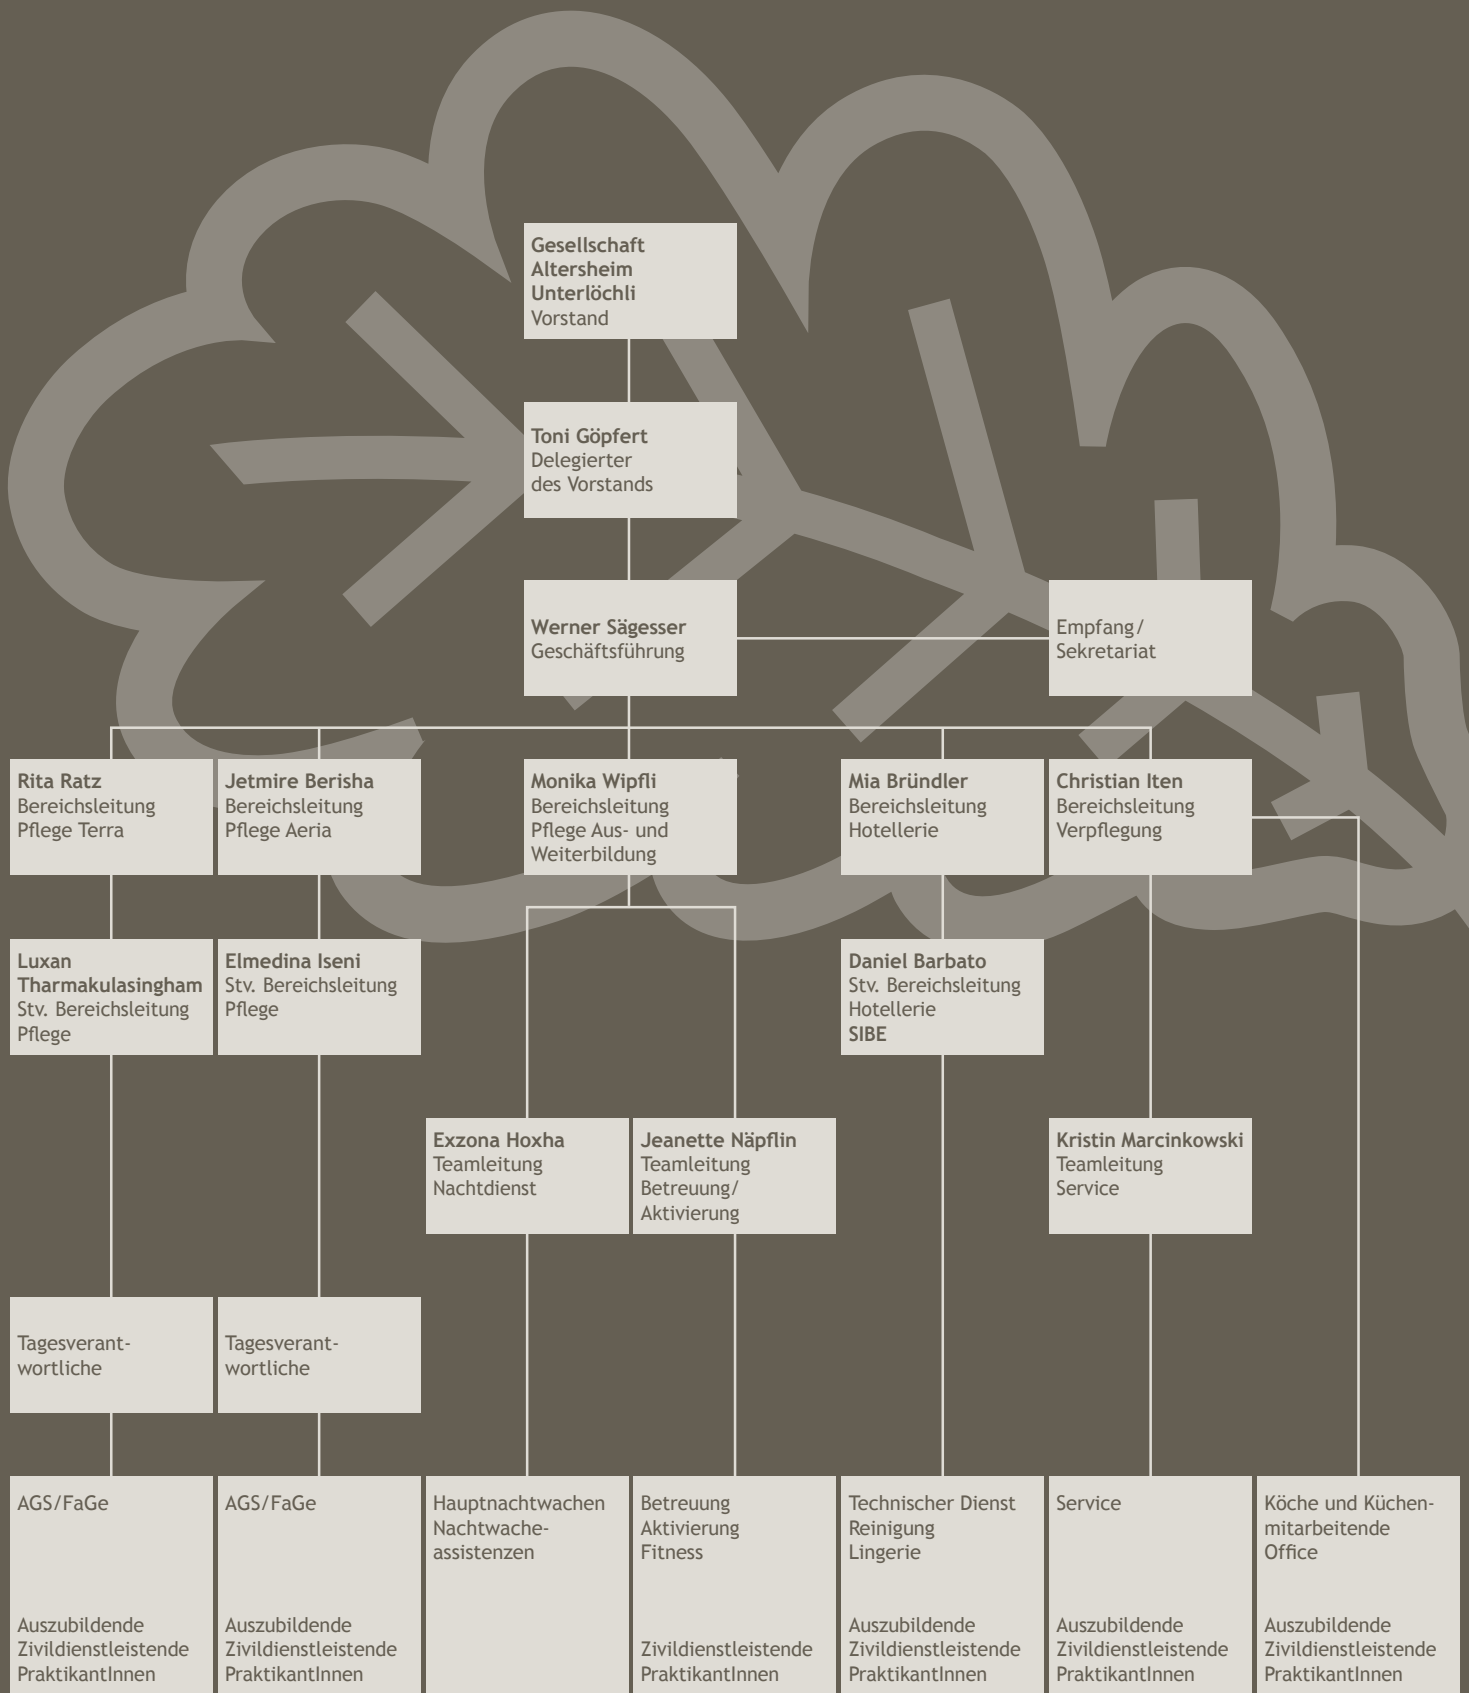 Gesellschaft
Altersheim
Unterlöchli
Vorstand
Toni Göpfert
Delegierter
des Vorstands
Werner Sägesser
Geschäftsführung
Empfang/
Sekretariat
Rita Ratz
Bereichsleitung
Pflege Terra
Jetmire Berisha
Bereichsleitung
Pflege Aeria
Monika Wipfli
Bereichsleitung
Pflege Aus- und
Weiterbildung
Mia Bründler
Bereichsleitung
Hotellerie
Christian Iten
Bereichsleitung
Verpflegung
Luxan
Tharmakulasingham
Stv. Bereichsleitung
Pflege
Elmedina Iseni
Stv. Bereichsleitung
Pflege
Daniel Barbato
Stv. Bereichsleitung
Hotellerie
SIBE
Exzona Hoxha
Teamleitung
Nachtdienst
Jeanette Näpflin
Teamleitung
Betreuung/
Aktivierung
Kristin Marcinkowski
Teamleitung
Service
Tagesverant-
wortliche
Tagesverant-
wortliche
AGS/FaGe
Auszubildende
Zivildienstleistende
PraktikantInnen
AGS/FaGe
Auszubildende
Zivildienstleistende
PraktikantInnen
Hauptnachtwachen
Nachtwache-
assistenzen
Betreuung
Aktivierung
Fitness
Zivildienstleistende
PraktikantInnen
Technischer Dienst
Reinigung
Lingerie
Auszubildende
Zivildienstleistende
PraktikantInnen
Service
Auszubildende
Zivildienstleistende
PraktikantInnen
Köche und Küchen-
mitarbeitende
Office
Auszubildende
Zivildienstleistende
PraktikantInnen